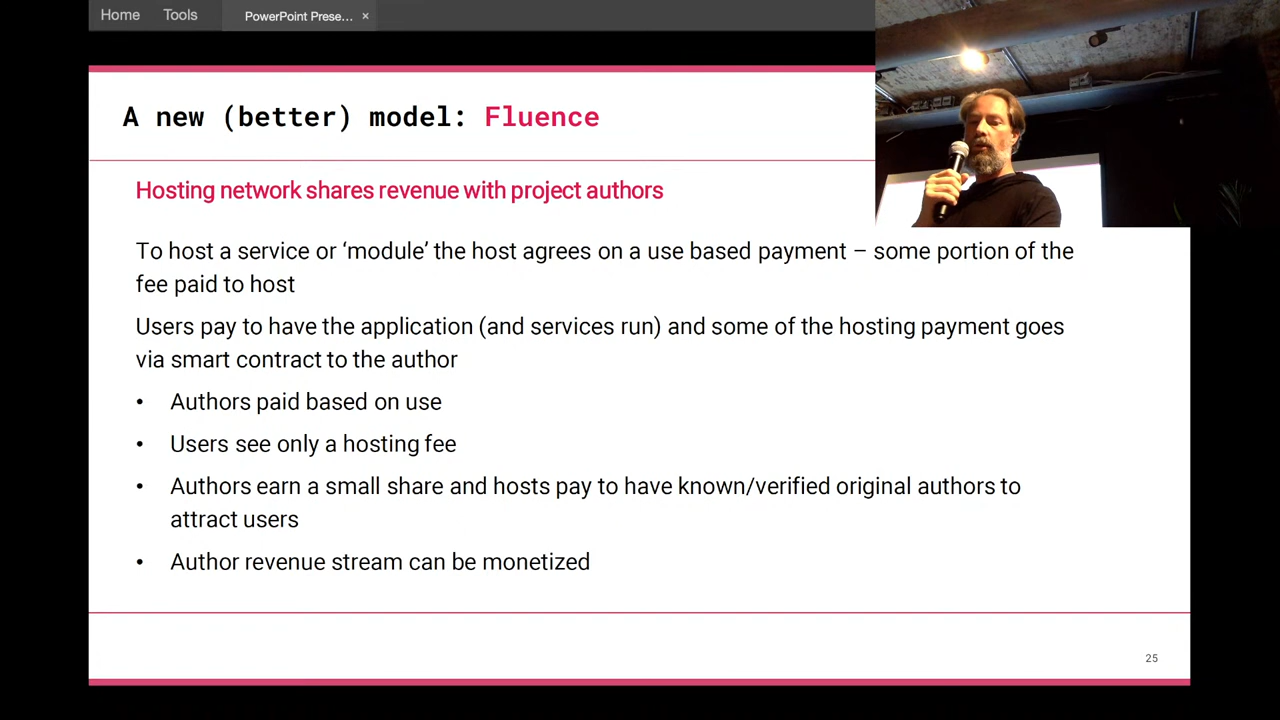 Home Tools PowerPoint Prese... ×
A new (better) model: Fluence
Hosting network shares revenue with project authors
To host a service or ‘module’ the host agrees on a use based payment – some portion of the
fee paid to host
Users pay to have the application (and services run) and some of the hosting payment goes
via smart contract to the author
• Authors paid based on use
• Users see only a hosting fee
• Authors earn a small share and hosts pay to have known/verified original authors to
attract users
• Author revenue stream can be monetized
25